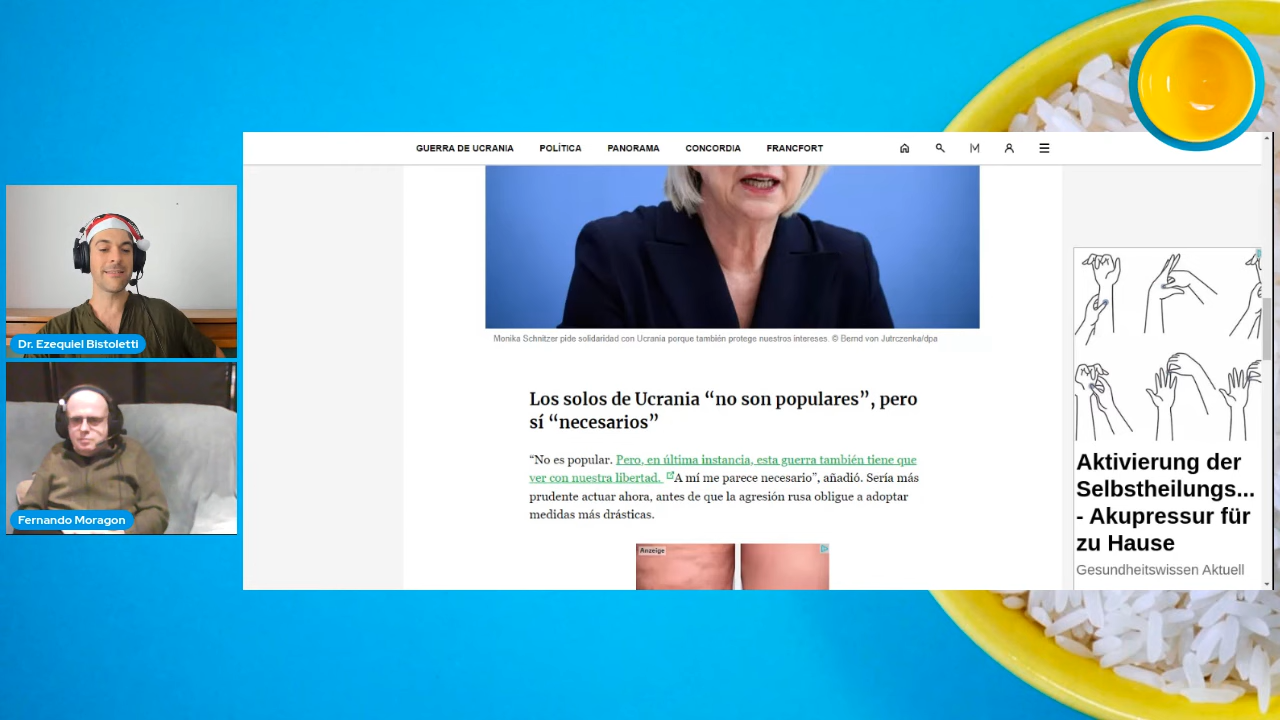 GUERRA DE UCRANIA POLÍTICA PANORAMA CONCORDIA FRANCFORT
Dr. Ezequiel Bistoletti
Fernando Moragon
Monika Schnitzer pide solidaridad con Ucrania porque también protege nuestros intereses. © Bernd von Jutrczenka/dpa
Los solos de Ucrania “no son populares”, pero
sí “necesarios”
“No es popular. Pero, en última instancia, esta guerra también tiene que
ver con nuestra libertad. A mí me parece necesario”, añadió. Sería más
prudente actuar ahora, antes de que la agresión rusa obligue a adoptar
medidas más drásticas.
Anzeige
Aktivierung der
Selbstheilungs...
- Akupressur für
zu Hause
Gesundheitswissen Aktuell